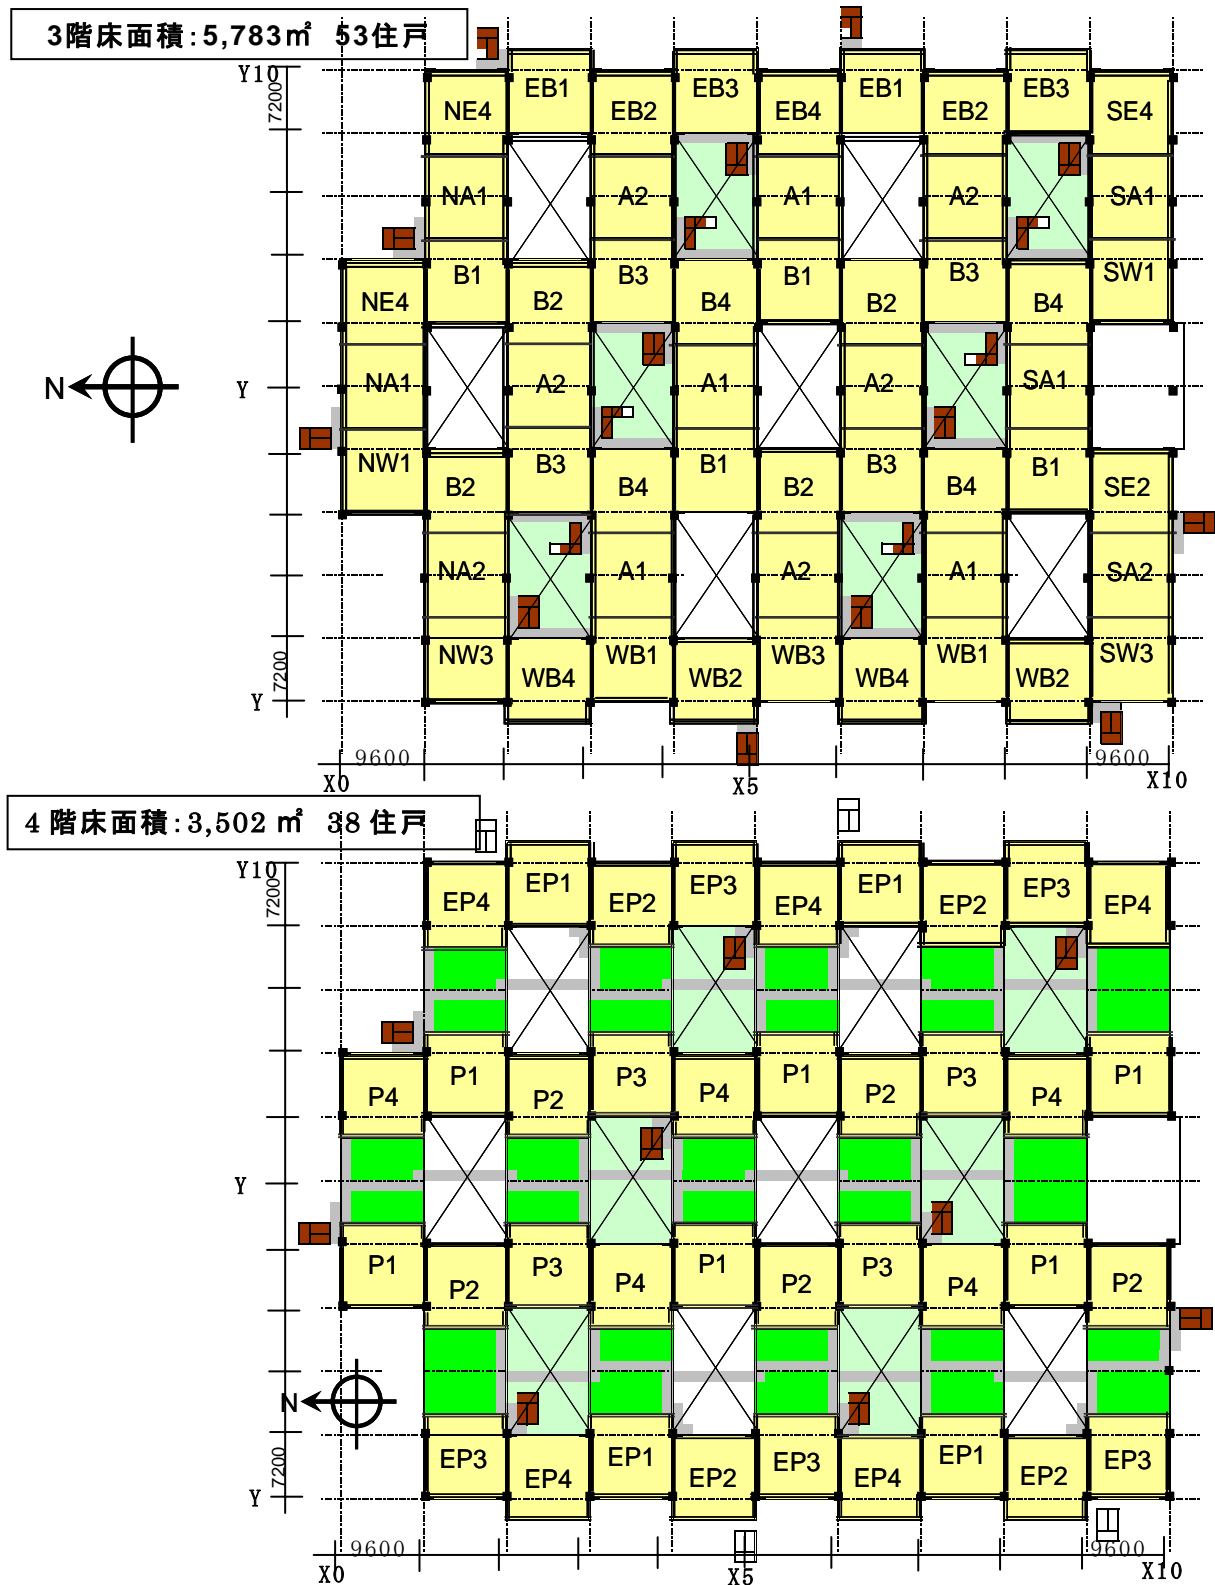 3階床面積：5,783㎡ 53住戸
Y10
7200
NE4 EB1 EB2 EB3 EB4 EB1 EB2 EB3 SE4
NA1 A2 A1 A2 SA1
NE4 B1 B2 B3 B4 B1 B2 B3 B4 SW1
N
Y
NA1 A2 A1 A2 SA1
NW1 B2 B3 B4 B1 B2 B3 B4 B1 SE2
NA2 A1 A2 A1 SA2
7200
NW3 WB4 WB1 WB2 WB3 WB4 WB1 WB2 SW3
Y
9600 9600
X0 X5 X10
4階床面積：3,502㎡ 38住戸
Y10
7200
EP4 EP1 EP2 EP3 EP4 EP1 EP2 EP3 EP4
P4 P1 P2 P3 P4 P1 P2 P3 P4 P1
Y
P1 P2 P3 P4 P1 P2 P3 P4 P1 P2
N
7200
EP3 EP4 EP1 EP2 EP3 EP4 EP1 EP2 EP3
Y
9600 9600
X0 X5 X10